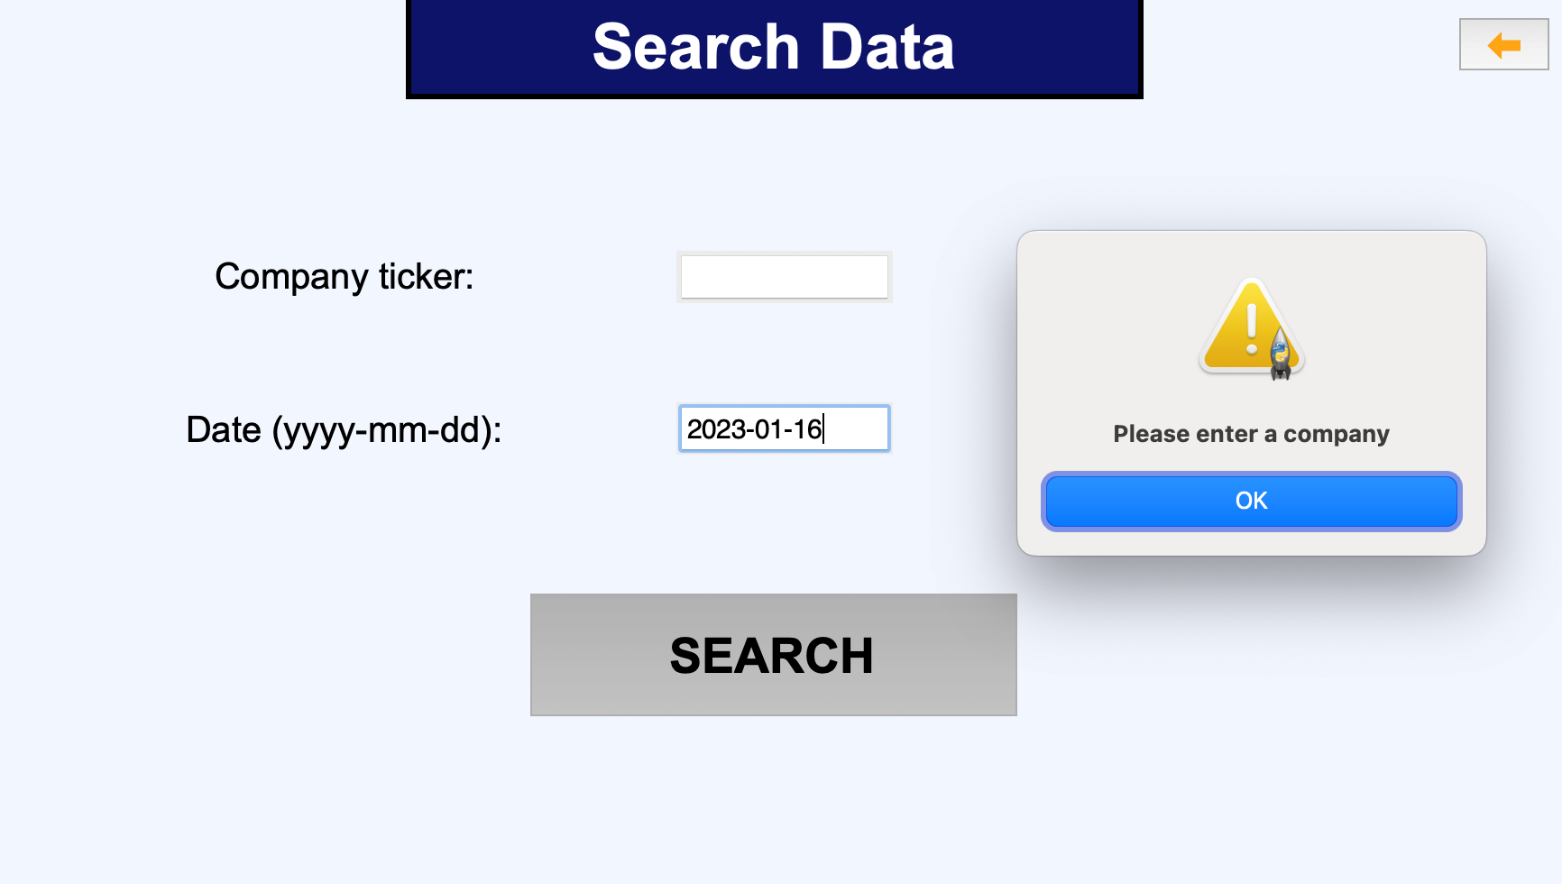 Search Data
Company ticker:
Date (yyyy-mm-dd):
2023-01-16
Please enter a company
OK
SEARCH